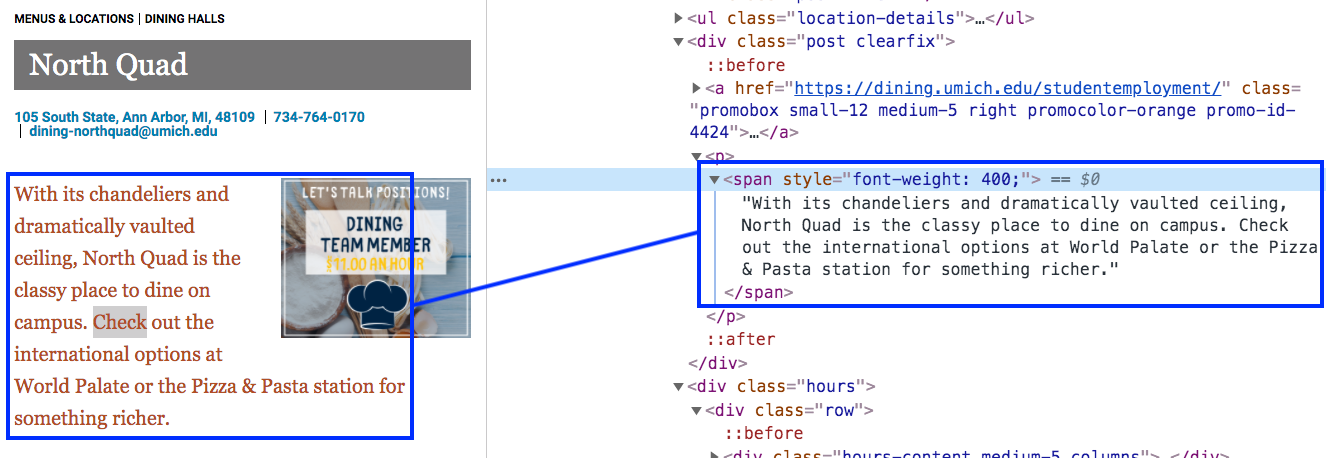 MENUS & LOCATIONS | DINING HALLS
North Quad
105 South State, Ann Arbor, MI, 48109 | 734-764-0170
| dining-northquad@umich.edu
With its chandeliers and
dramatically vaulted
ceiling, North Quad is the
classy place to dine on
campus. Check out the
international options at
World Palate or the Pizza & Pasta station for
something richer.
LET'S TALK POSITIONS!
DINING
TEAM MEMBER
$11.00 AN HOUR
▶<ul class="location-details">…</ul>
▼<div class="post clearfix">
::before
▶<a href="https://dining.umich.edu/studentemployment/" class=
"promobox small-12 medium-5 right promocolor-orange promo-id-
4424">…</a>
▼<p>
… ▼<span style="font-weight: 400;"> == $0
"With its chandeliers and dramatically vaulted ceiling,
North Quad is the classy place to dine on campus. Check
out the international options at World Palate or the Pizza
& Pasta station for something richer."
</span>
</p>
::after
</div>
▼<div class="hours">
▼<div class="row">
::before
▶<div class="hours-content medium-5 columns">…</div>